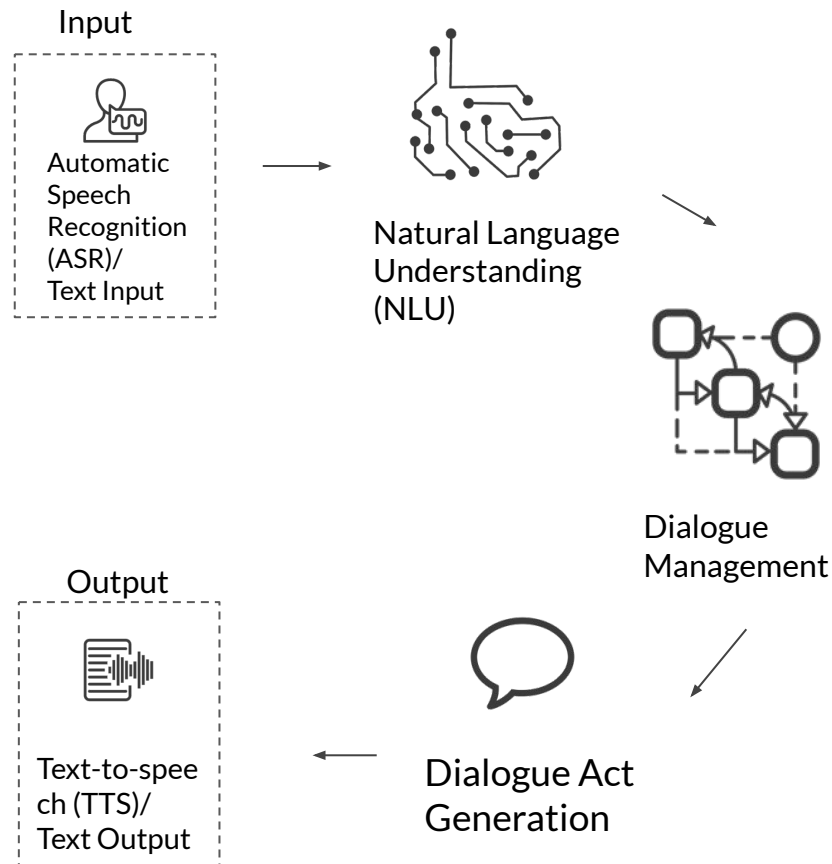 Input
Automatic
Speech
Recognition
(ASR)/
Text Input
Natural Language
Understanding
(NLU)
Dialogue
Management
Dialogue Act
Generation
Output
Text-to-spee
ch (TTS)/
Text Output